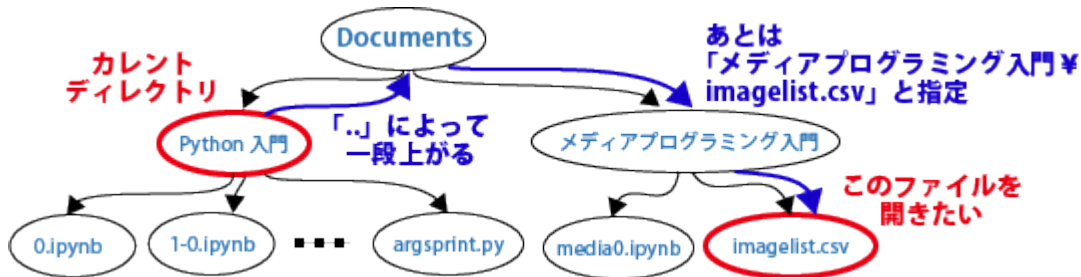 Documents
カレント
ディレクトリ
あとは
「メディアプログラミング入門¥
imagelist.csv」と指定
「..」によって
一段上がる
Python 入門
メディアプログラミング入門
このファイルを
開きたい
0.ipynb
1-0.ipynb
argsprint.py
media0.ipynb
imagelist.csv